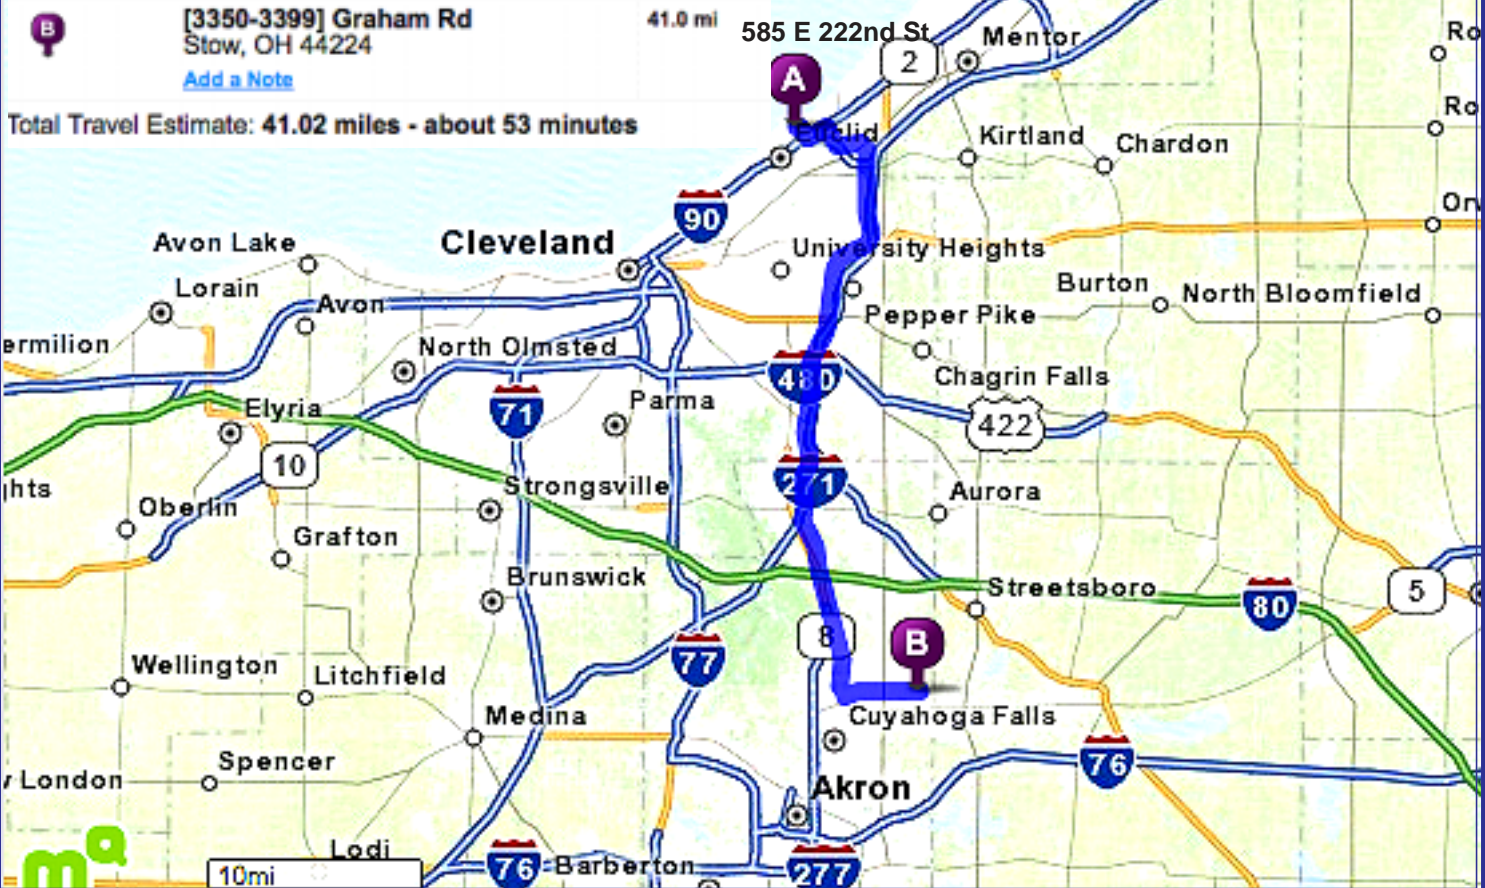 B
[3350-3399] Graham Rd
41.0 mi
Stow, OH 44224
Add a Note
Total Travel Estimate: 41.02 miles - about 53 minutes
585 E 222nd St
Mentor
2
A
Euclid
Kirtland
Chardon
Ro
Ro
90
Orv
Avon Lake
Cleveland
University Heights
Lorain
Avon
Burton
North Bloomfield
Pepper Pike
ermilion
North Olmsted
480
Chagrin Falls
71
Parma
Elyria
422
10
271
Strongsville
Aurora
hts
Oberlin
Grafton
Brunswick
Streetsboro
80
5
8
B
77
Wellington
Litchfield
Medina
Cuyahoga Falls
Spencer
London
76
Akron
Lodi
76
Barberton
277
10mi
mq